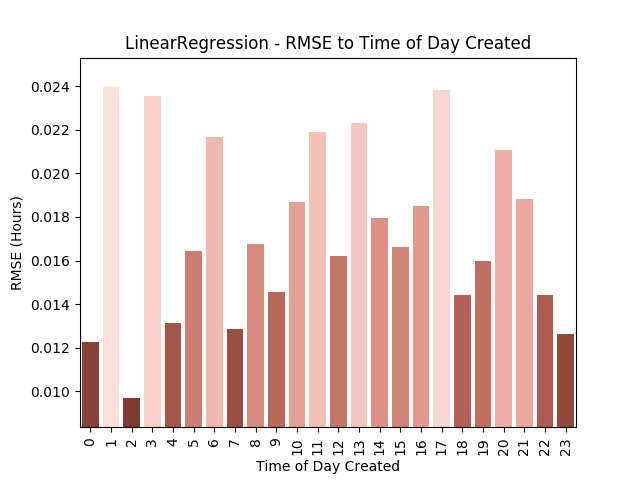 LinearRegression - RMSE to Time of Day Created
RMSE (Hours)
0.024
0.022
0.020
0.018
0.016
0.014
0.012
0.010
0 1 2 3 4 5 6 7 8 9 10 11 12 13 14 15 16 17 18 19 20 21 22 23
Time of Day Created